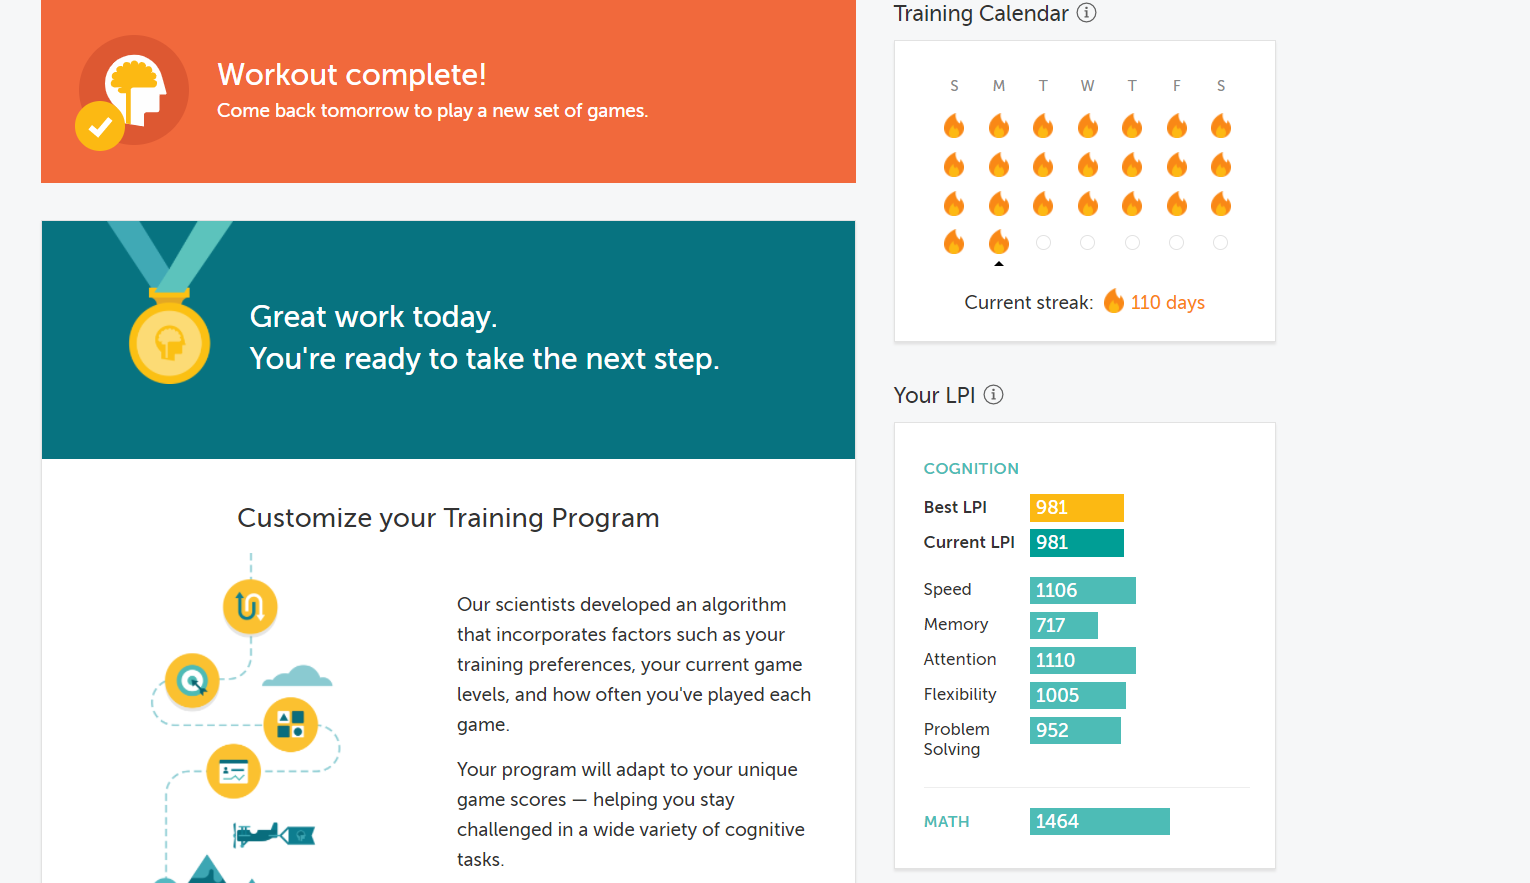 Workout complete!
Come back tomorrow to play a new set of games.
Great work today.
You're ready to take the next step.
Customize your Training Program
Our scientists developed an algorithm
that incorporates factors such as your
training preferences, your current game
levels, and how often you've played each
game.
Your program will adapt to your unique
game scores — helping you stay
challenged in a wide variety of cognitive
tasks.
Training Calendar
S M T W T F S
Current streak: 110 days
Your LPI
COGNITION
Best LPI 981
Current LPI 981
Speed 1106
Memory 717
Attention 1110
Flexibility 1005
Problem 952
Solving
MATH 1464